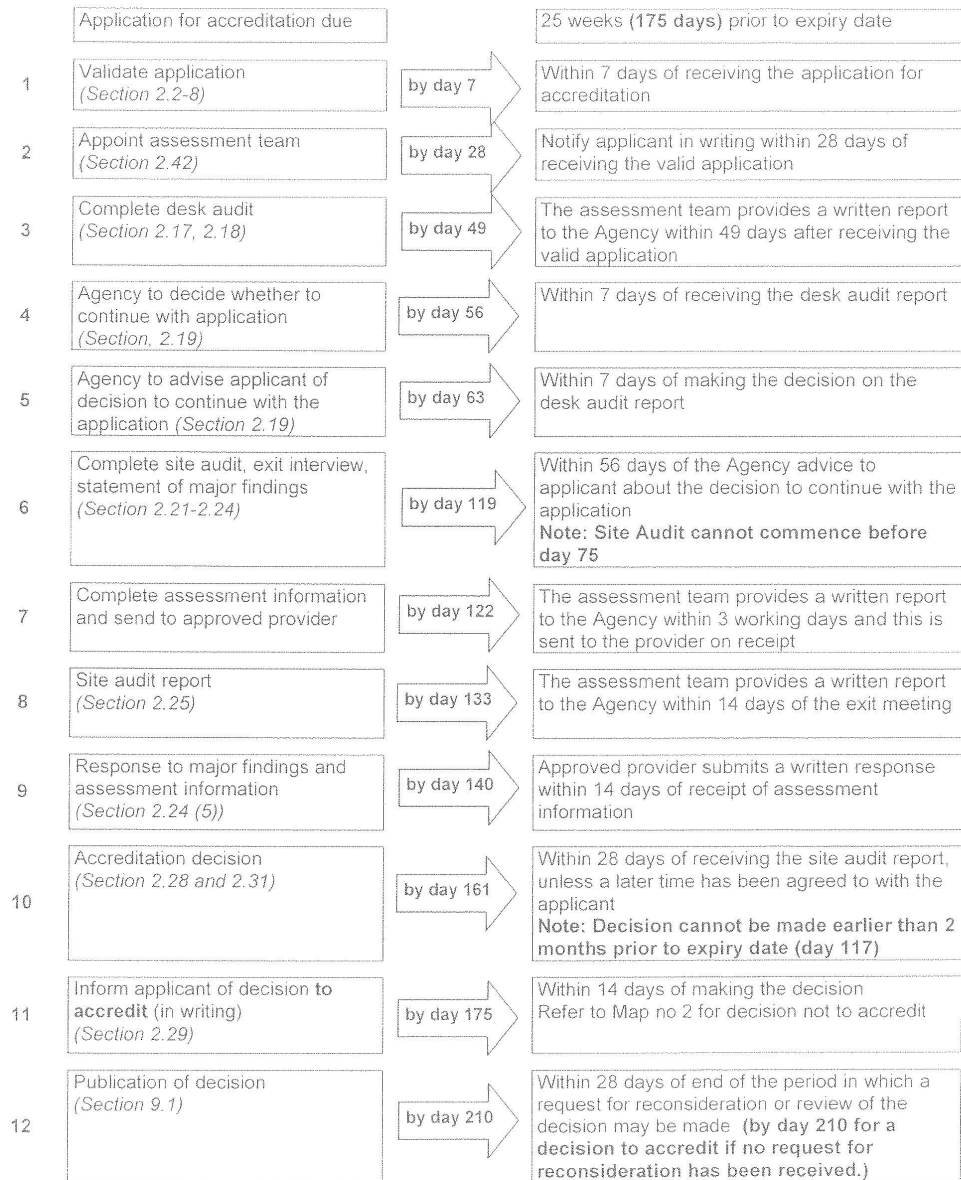 Application for accreditation due
25 weeks (175 days) prior to expiry date
1
Validate application
(Section 2.2-8)
by day 7
Within 7 days of receiving the application for
accreditation
2
Appoint assessment team
(Section 2.42)
by day 28
Notify applicant in writing within 28 days of
receiving the valid application
3
Complete desk audit
(Section 2.17, 2.18)
by day 49
The assessment team provides a written report
to the Agency within 49 days after receiving the
valid application
4
Agency to decide whether to
continue with application
(Section, 2.19)
by day 56
Within 7 days of receiving the desk audit report
5
Agency to advise applicant of
decision to continue with the
application (Section 2.19)
by day 63
Within 7 days of making the decision on the
desk audit report
6
Complete site audit, exit interview,
statement of major findings
(Section 2.21-2.24)
by day 119
Within 56 days of the Agency advice to
applicant about the decision to continue with the
application
Note: Site Audit cannot commence before
day 75
7
Complete assessment information
and send to approved provider
by day 122
The assessment team provides a written report
to the Agency within 3 working days and this is
sent to the provider on receipt
8
Site audit report
(Section 2.25)
by day 133
The assessment team provides a written report
to the Agency within 14 days of the exit meeting
9
Response to major findings and
assessment information
(Section 2.24 (5))
by day 140
Approved provider submits a written response
within 14 days of receipt of assessment
information
10
Accreditation decision
(Section 2.28 and 2.31)
by day 161
Within 28 days of receiving the site audit report,
unless a later time has been agreed to with the
applicant
Note: Decision cannot be made earlier than 2
months prior to expiry date (day 117)
11
Inform applicant of decision to
accredit (in writing)
(Section 2.29)
by day 175
Within 14 days of making the decision
Refer to Map no 2 for decision not to accredit
12
Publication of decision
(Section 9.1)
by day 210
Within 28 days of end of the period in which a
request for reconsideration or review of the
decision may be made (by day 210 for a
decision to accredit if no request for
reconsideration has been received.)